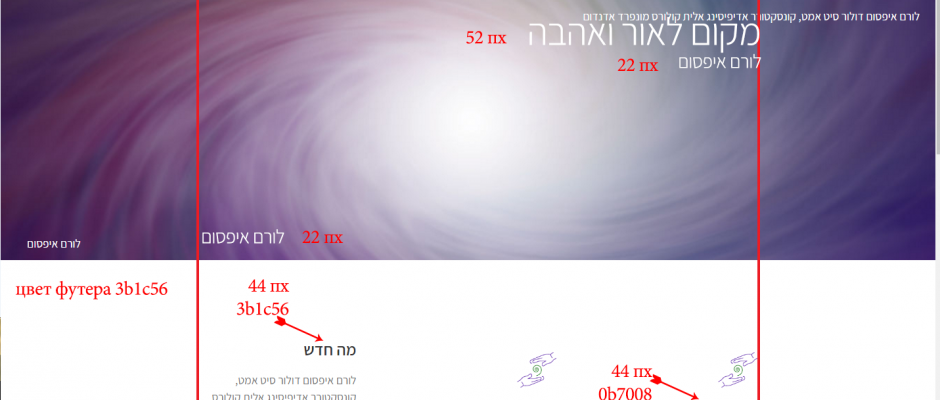 לורם איפסום דולור סיט אמט, קונסקטורר אדיפיסינג אלית קולורס מונפרד אדנדום
מקום לאור ואהבה
52 пх
לורם איפסום
22 пх
לורם איפסום
22 пх
לורם איפסום
цвет футера 3b1c56
44 пх
3b1c56
מה חדש
לורם איפסום דולור סיט אמט,
קונסקטורר אדיפיסינג אלית קולורס
44 пх
0b7008